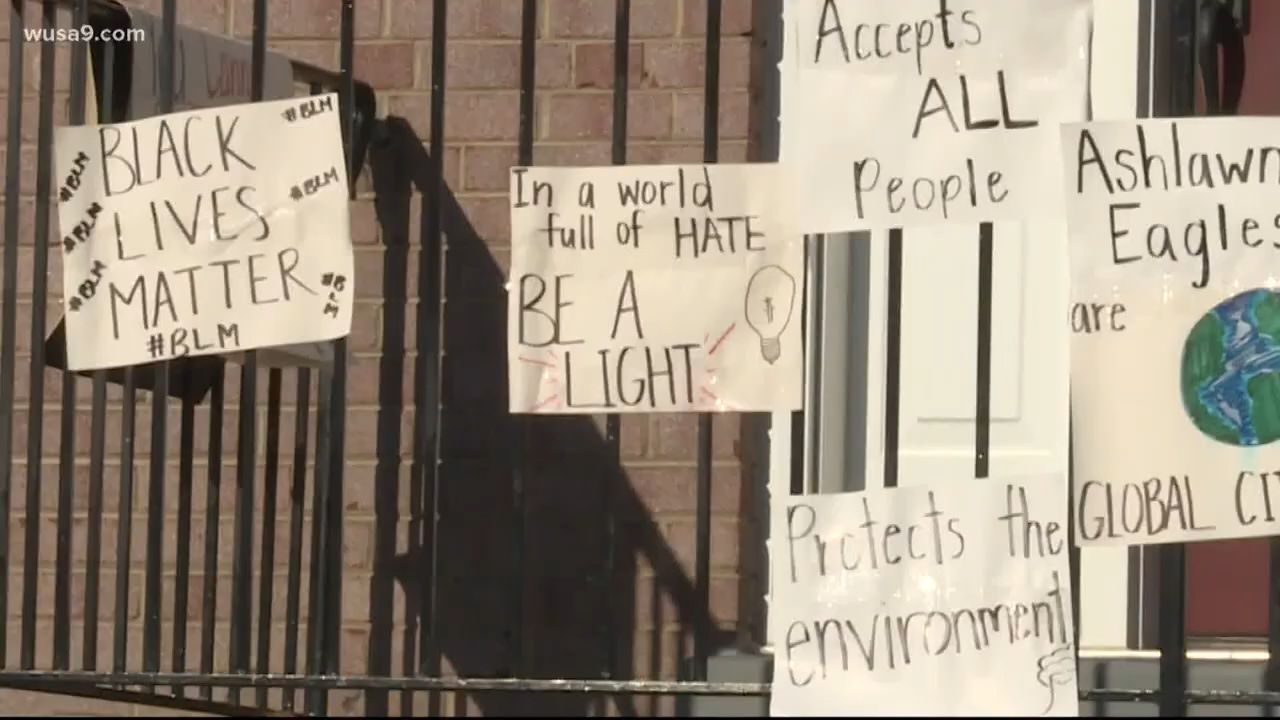 wusa9.com
#BLM
BLACK
LIVES
MATTER
#BLM
#BLM
#BLM
#BLM
#BLM
In a world
full of HATE
BE A
LIGHT
Accepts
ALL
People
Protects the
environment
Ashlawn
Eagles
are
GLOBAL